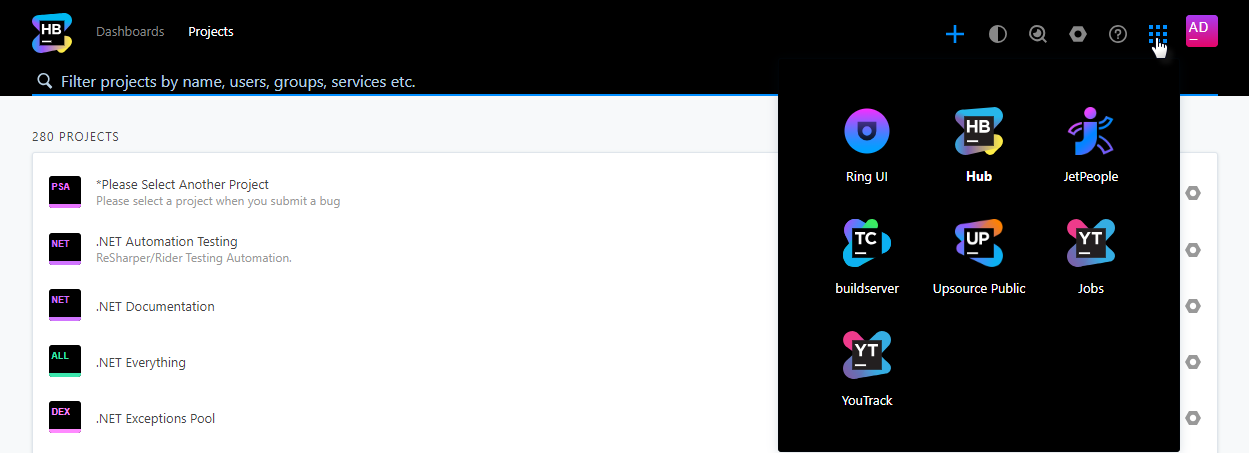 HB
Dashboards
Projects
AD
Filter projects by name, users, groups, services etc.
280 PROJECTS
PSA
*Please Select Another Project
Please select a project when you submit a bug
NET
.NET Automation Testing
ReSharper/Rider Testing Automation.
NET
.NET Documentation
ALL
.NET Everything
DEX
.NET Exceptions Pool
Ring UI
HB
Hub
JetPeople
TC
buildserver
UP
Upsource Public
YT
Jobs
YT
YouTrack